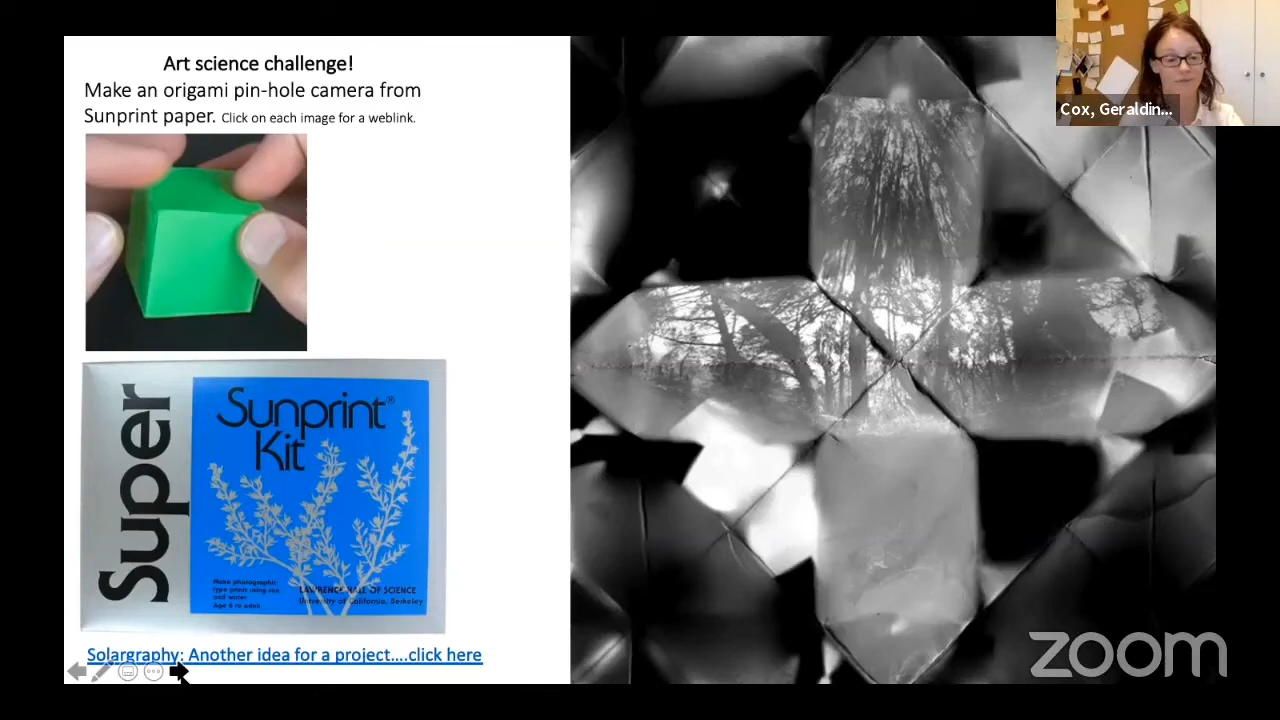 Art science challenge!
Make an origami pin-hole camera from
Sunprint paper. Click on each image for a weblink.
Cox, Geraldin...
Super
Sunprint®
Kit
Make photographic
type prints using sun
and water
Age 6 to adult
LAWRENCE HALL OF SCIENCE
University of California, Berkeley
Solargraphy: Another idea for a project....click here
zoom